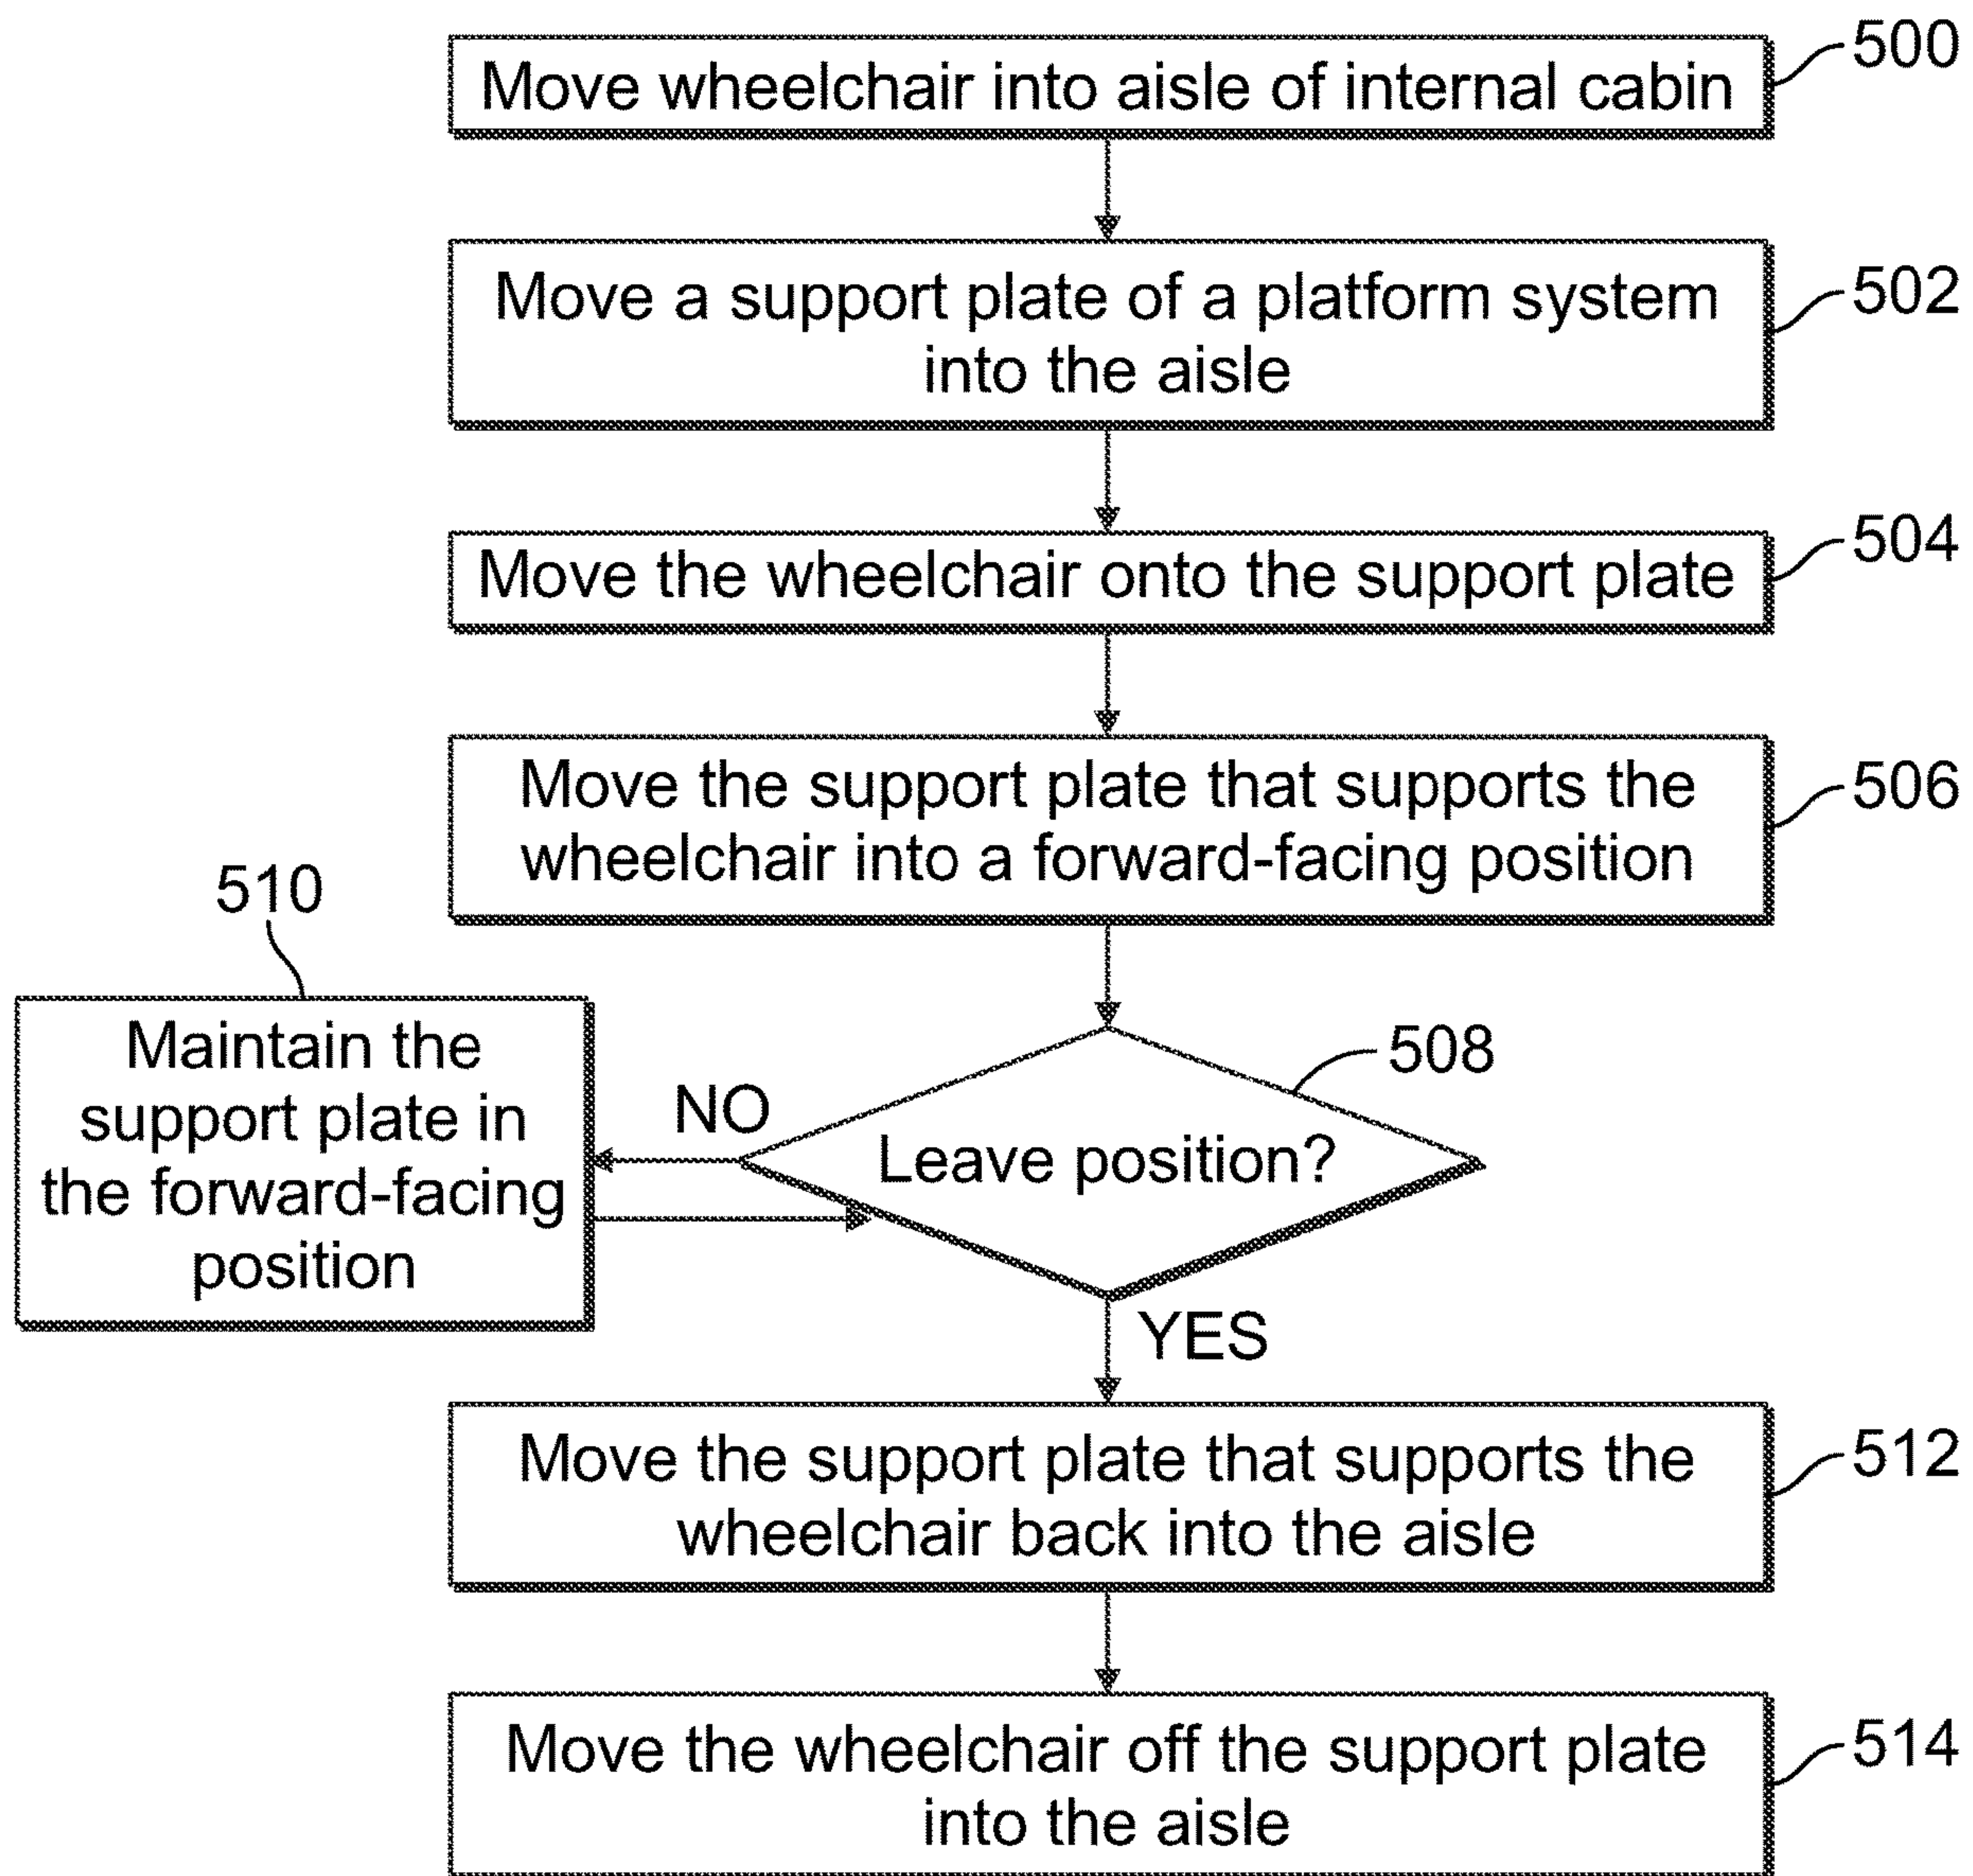 Move wheelchair into aisle of internal cabin
500
Move a support plate of a platform system
into the aisle
502
Move the wheelchair onto the support plate
504
Move the support plate that supports the
wheelchair into a forward-facing position
506
510
Maintain the
support plate in
the forward-facing
position
NO
Leave position?
508
YES
Move the support plate that supports the
wheelchair back into the aisle
512
Move the wheelchair off the support plate
into the aisle
514